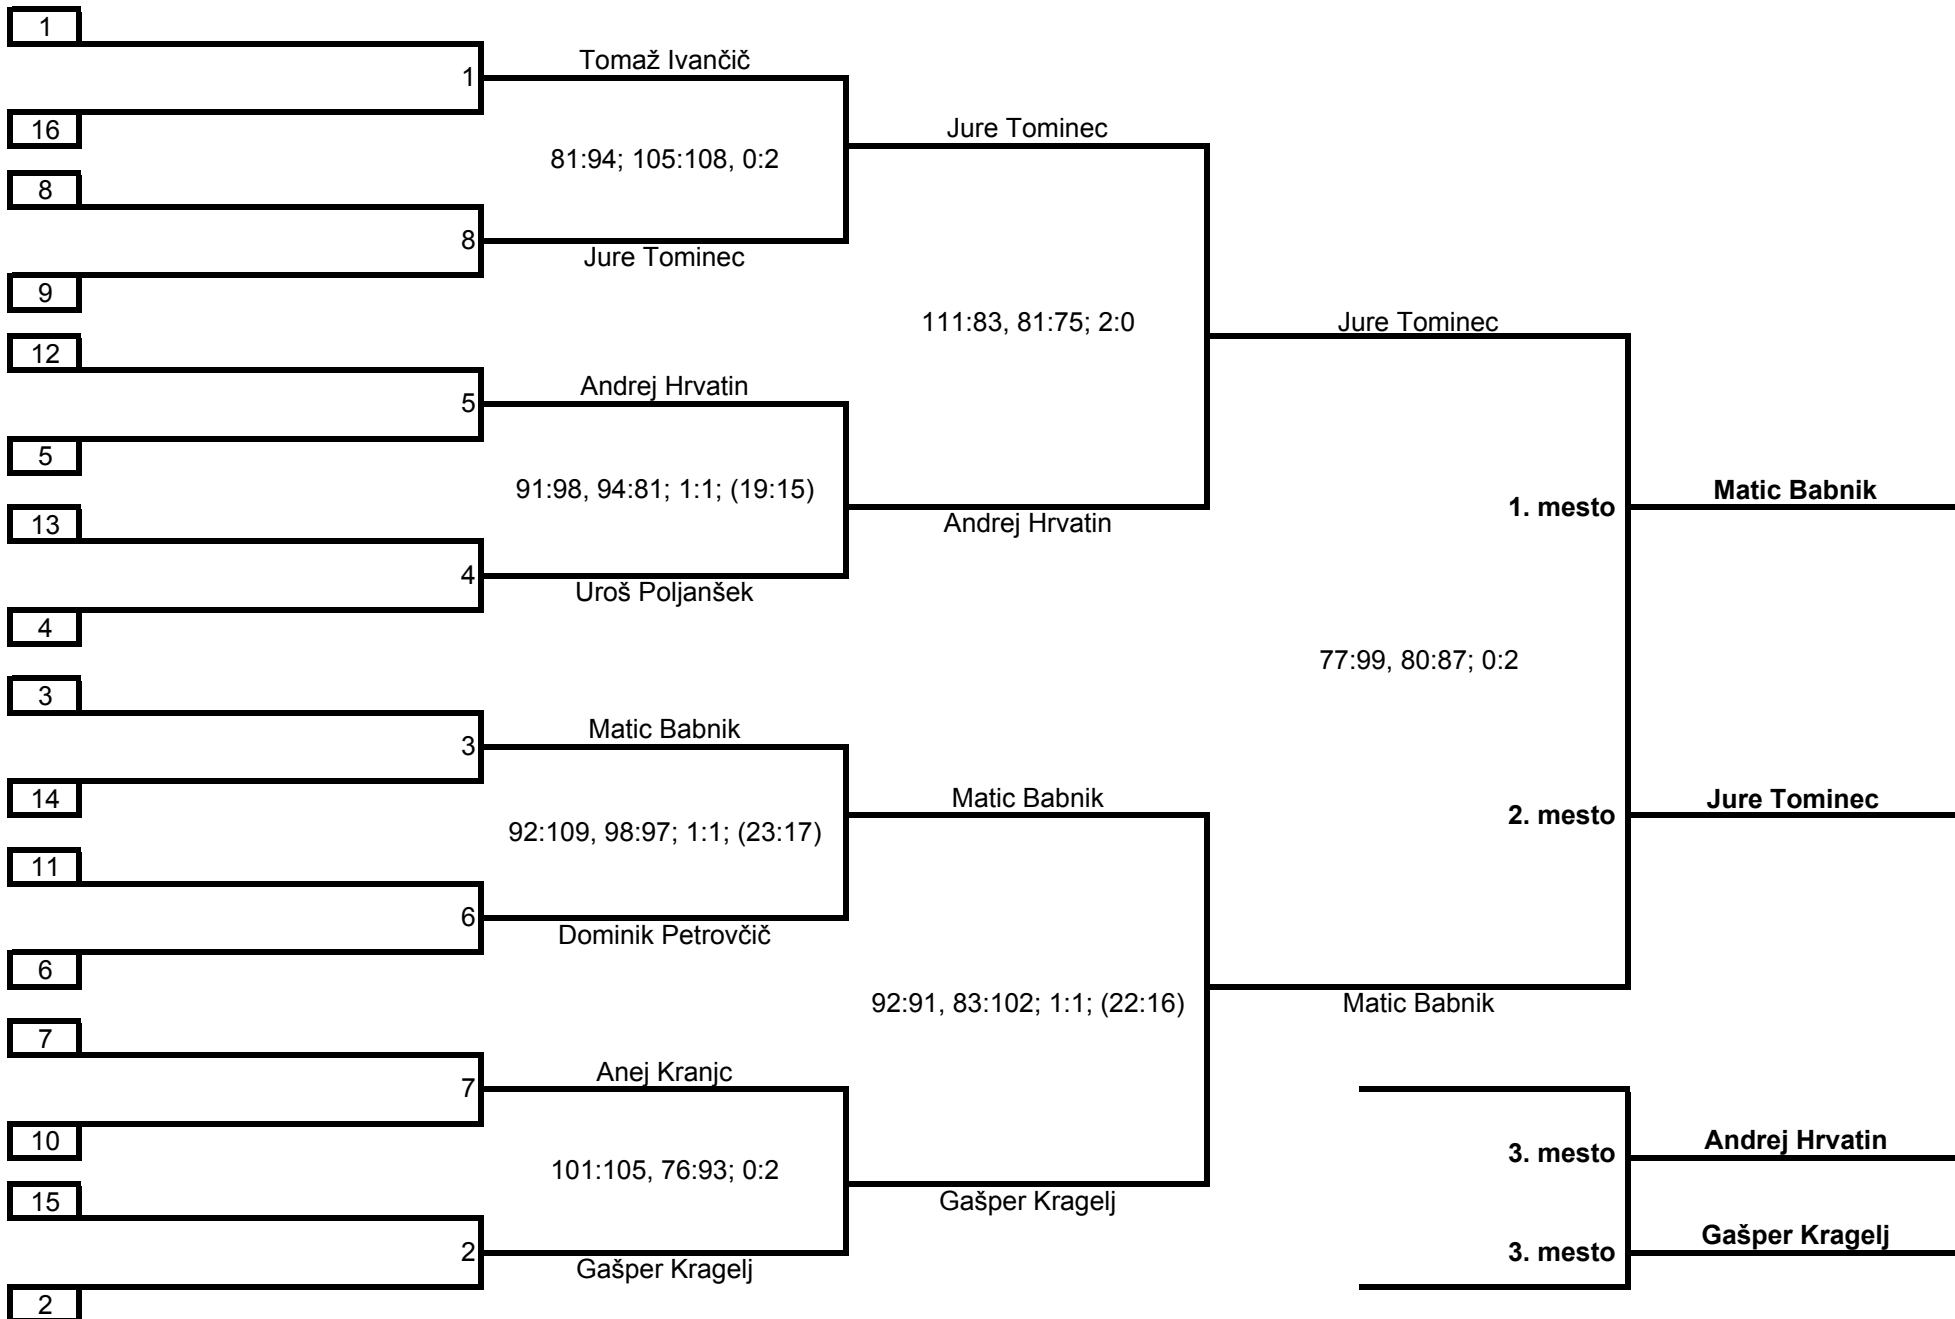 1
Tomaž Ivančič
1
16
Jure Tominec
81:94; 105:108, 0:2
8
8
Jure Tominec
9
111:83, 81:75; 2:0
Jure Tominec
12
Andrej Hrvatin
5
5
91:98, 94:81; 1:1; (19:15)
1. mesto
Matic Babnik
13
Andrej Hrvatin
4
Uroš Poljanšek
4
77:99, 80:87; 0:2
3
Matic Babnik
3
14
Matic Babnik
2. mesto
Jure Tominec
92:109, 98:97; 1:1; (23:17)
11
6
Dominik Petrovčič
6
92:91, 83:102; 1:1; (22:16)
Matic Babnik
7
Anej Kranjc
7
10
3. mesto
Andrej Hrvatin
101:105, 76:93; 0:2
15
Gašper Kragelj
2
Gašper Kragelj
3. mesto
Gašper Kragelj
2